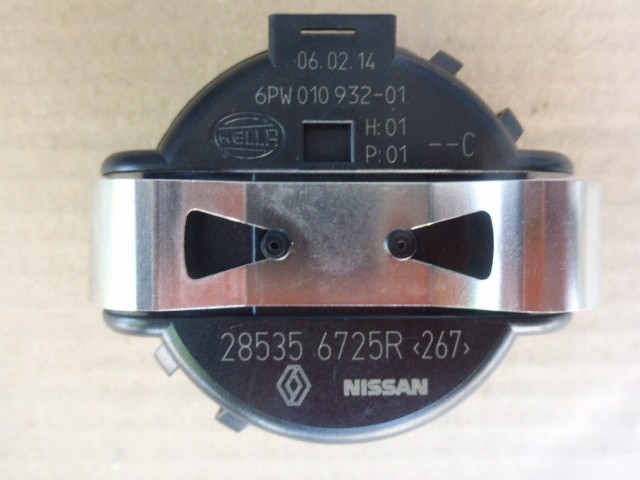 06.02.14
6PW 010 932-01
HELLA
H:01
P:01
--C
28535 6725R <267>
NISSAN